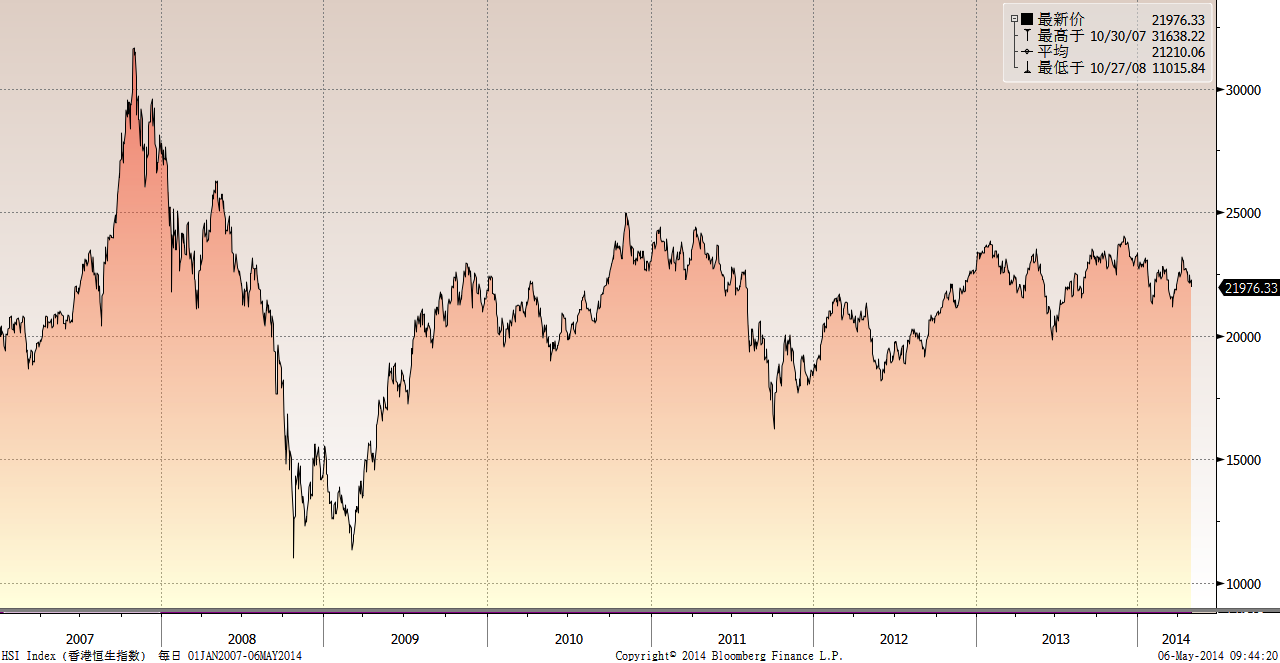 最新价 21976.33
最高于 10/30/07 31638.22
平均 21210.06
最低于 10/27/08 11015.84
30000
25000
21976.33
20000
15000
10000
2007 2008 2009 2010 2011 2012 2013 2014
HSI Index (香港恒生指数) 每日 01JAN2007-06MAY2014 Copyright© 2014 Bloomberg Finance L.P. 06-May-2014 09:44:20